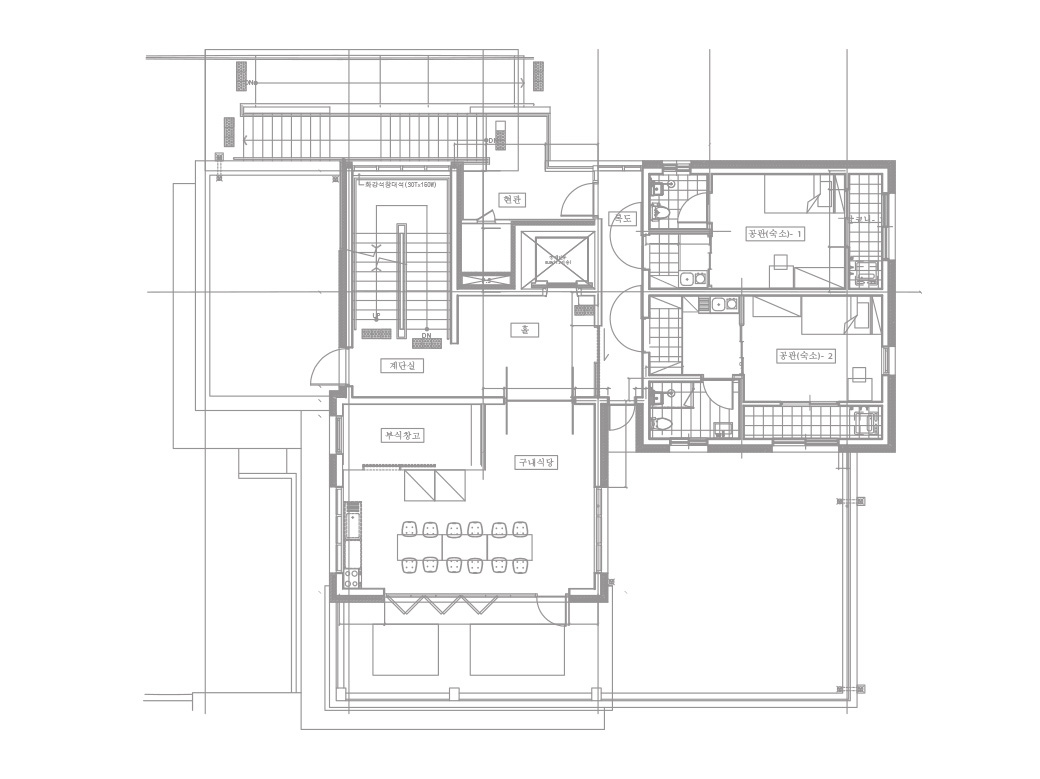 DN
DN
화강석창대석(30T×160W)
현관
복도
공관(숙소)- 1
발코니-
UP
DN
홀
계단실
공관(숙소)- 2
부식창고
구내식당